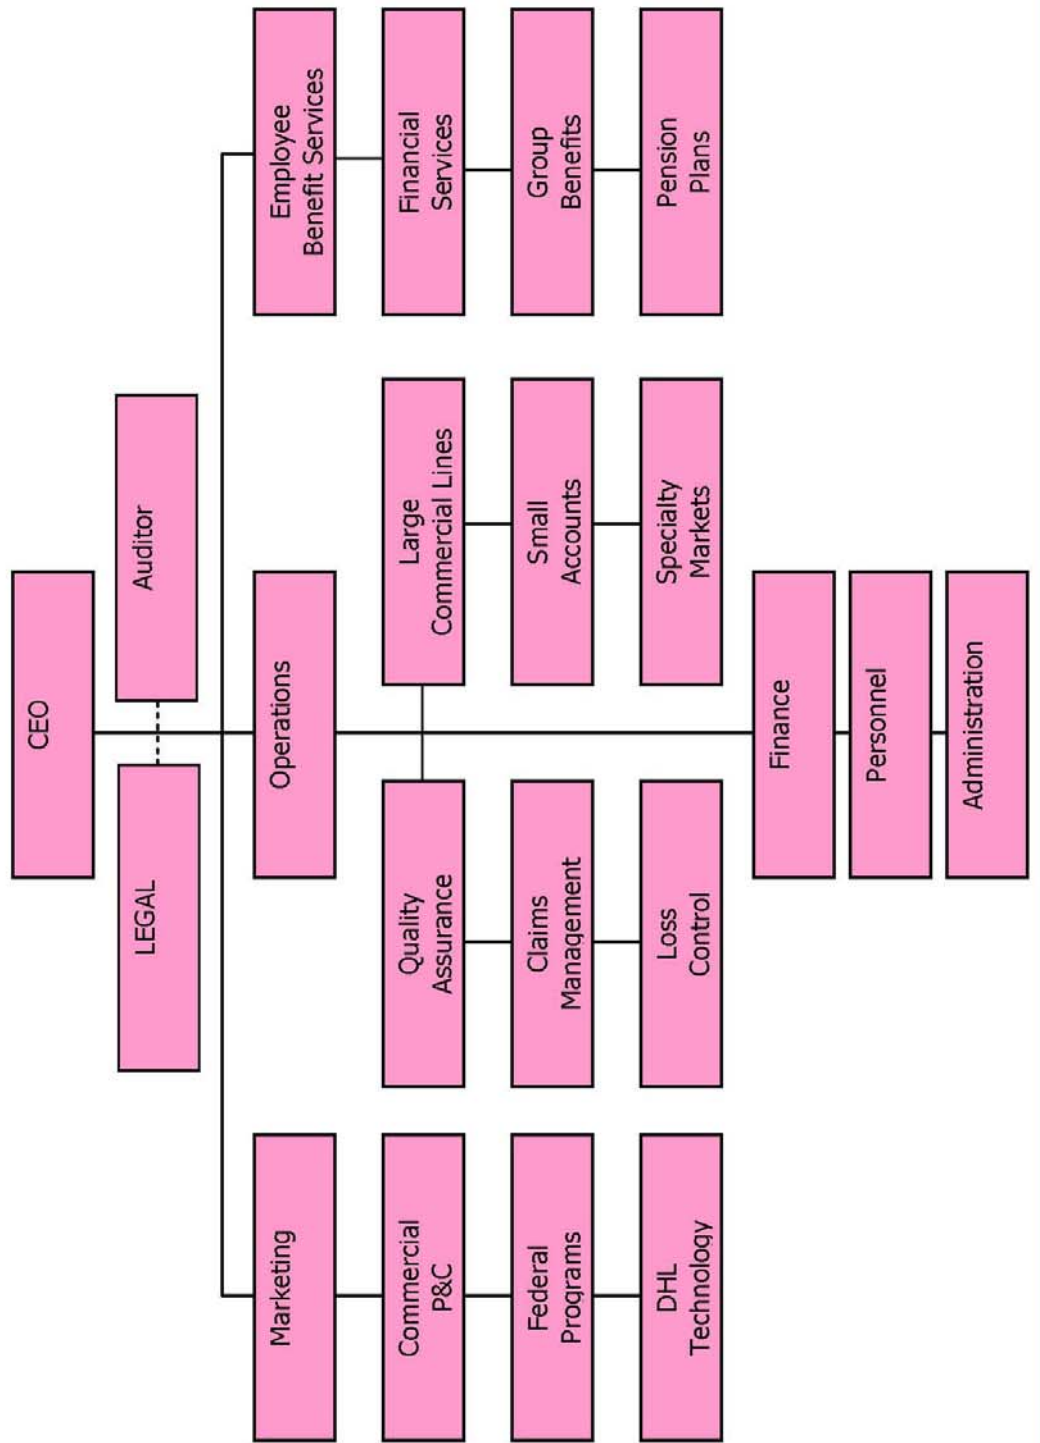 CEO
LEGAL
Auditor
Marketing
Operations
Employee
Benefit Services
Commercial
P&C
Quality
Assurance
Large
Commercial Lines
Financial
Services
Federal
Programs
Claims
Management
Small
Accounts
Group
Benefits
DHL
Technology
Loss
Control
Specialty
Markets
Pension
Plans
Finance
Personnel
Administration